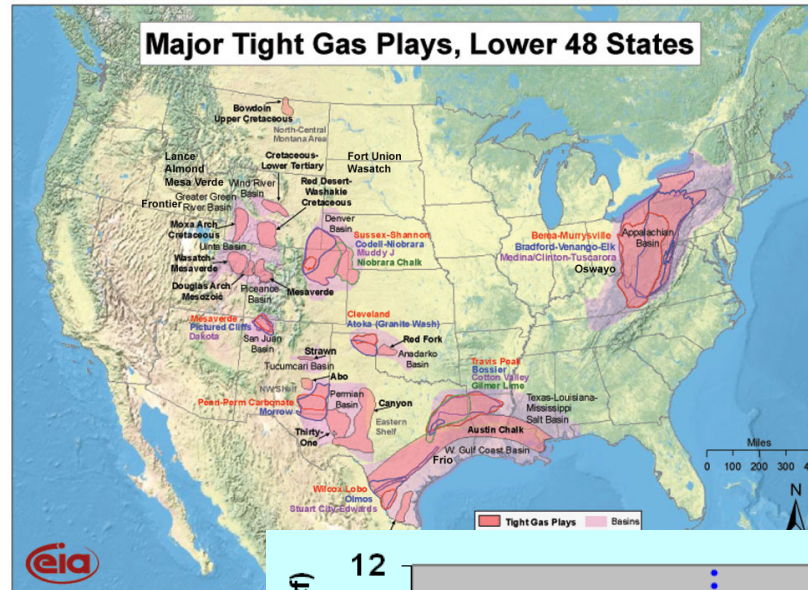 Major Tight Gas Plays, Lower 48 States
Bowdoin
Upper Cretaceous
North-Central
Montana Area
Lance
Almond
Mesa Verde
Cretaceous-
Lower Tertiary
Fort Union
Wasatch
Wind River
Basin
Red Desert-
Washakie
Cretaceous
Greater Green
River Basin
Frontier
Moxa Arch
Cretaceous
Uinta Basin
Wasatch-
Mesaverde
Douglas Arch
Mesozoic
Piceance
Basin
Mesaverde
Denver
Basin
Sussex-Shannon
Codell-Niobrara
Muddy J
Niobrara Chalk
Berea-Murrysville
Bradford-Venango-Elk
Medina/Clinton-Tuscarora
Oswayo
Appalachian
Basin
Mesaverde
Pictured Cliffs
Dakota
San Juan
Basin
Cleveland
Atoka (Granite Wash)
Red Fork
Anadarko
Basin
Strawn
Tucumcari Basin
Abo
NW Shelf
Penn-Perm Carbonate
Morrow
Permian
Basin
Canyon
Eastern
Shelf
Thirty-
One
Travis Peak
Bossier
Cotton Valley
Gilmer Lime
Texas-Louisiana-
Mississippi
Salt Basin
Austin Chalk
W. Gulf Coast Basin
Frio
Wilcox Lobo
Olmos
Stuart City-Edwards
Miles
0 100 200 300
N
Tight Gas Plays
Basins
eia
12